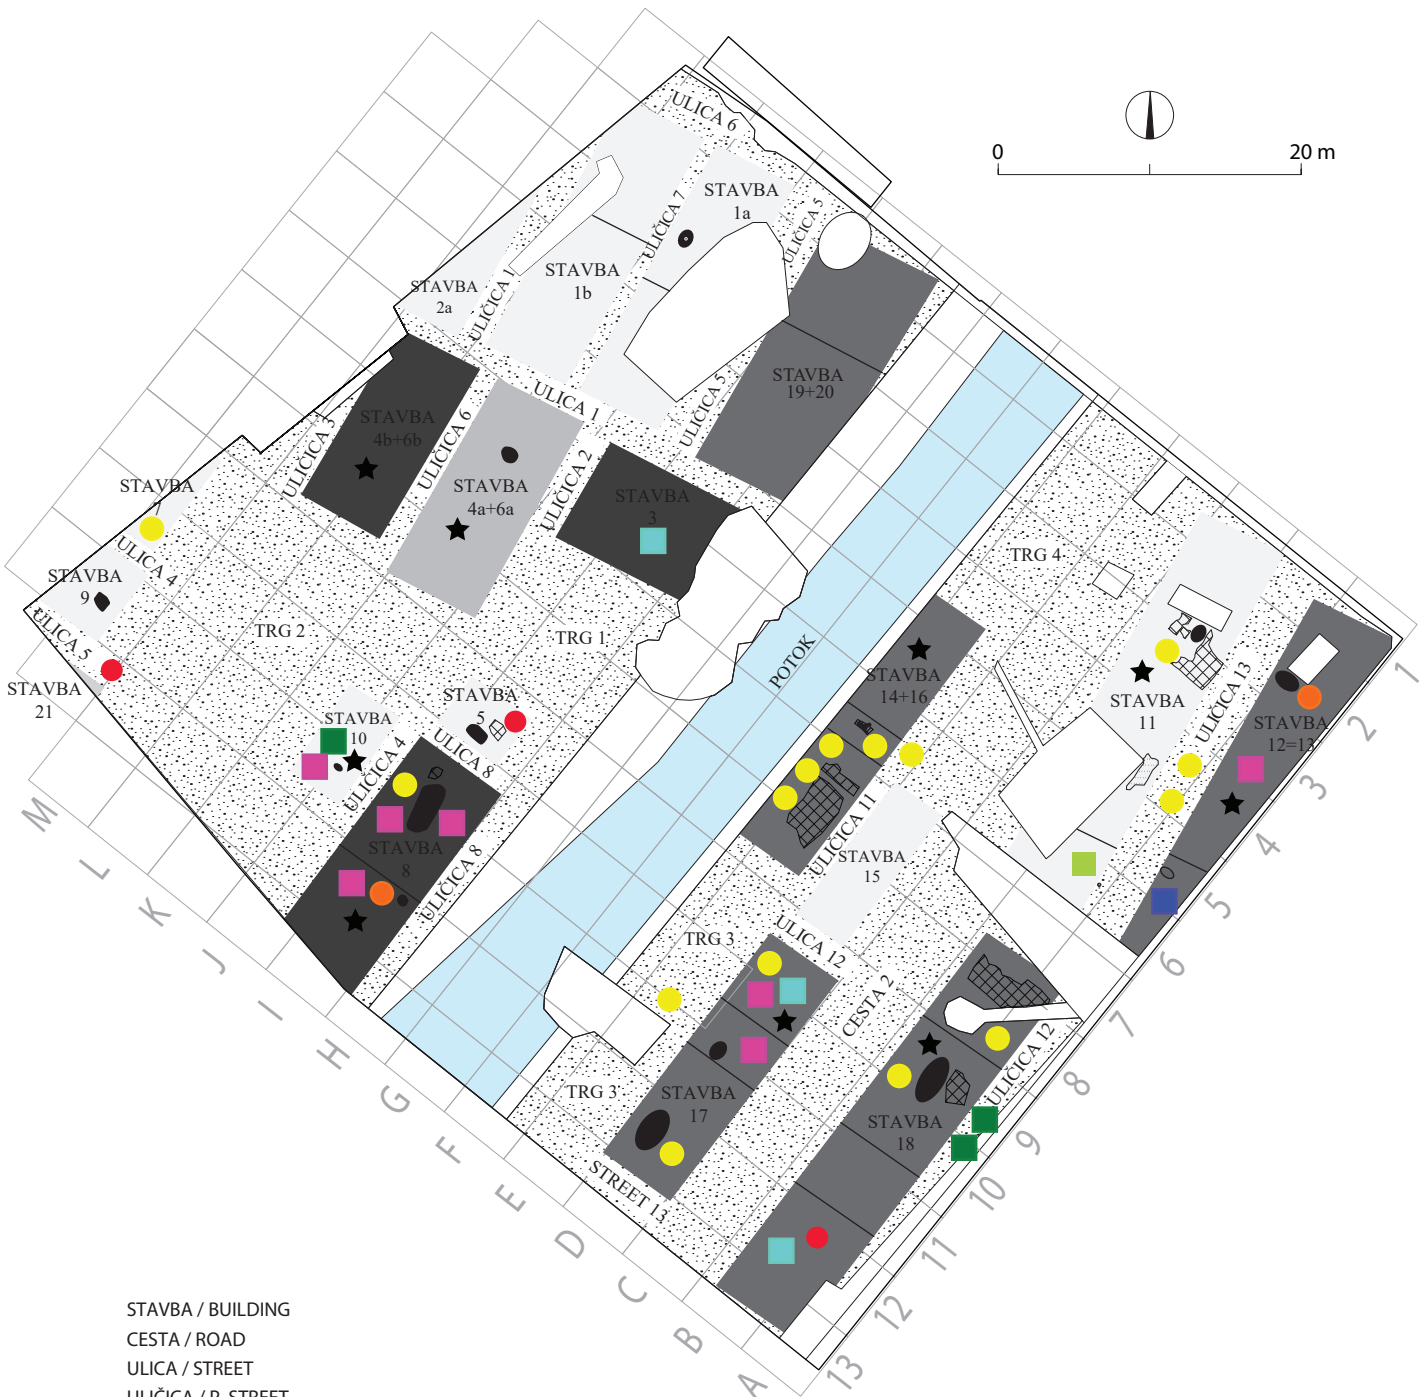 0
20 m
ULICA 6
STAVBA
1a
ULIČICA 7
ULIČICA 5
STAVBA
1b
STAVBA
2a
ULIČICA 1
STAVBA
19+20
ULICA 1
ULIČICA 5
STAVBA
4b+6b
ULIČICA 3
ULIČICA 6
STAVBA
4a+6a
ULIČICA 2
STAVBA
3
STAVBA
7
ULICA 4
STAVBA
9
ULICA 5
STAVBA
21
TRG 2
TRG 1
TRG 4
POTOK
STAVBA
14+16
STAVBA
11
ULIČICA 13
STAVBA
12=13
STAVBA
5
STAVBA
10
ULIČICA 4
ULICA 8
STAVBA
8
ULIČICA 8
ULIČICA 11
STAVBA
15
TRG 3
ULICA 12
CESTA 2
TRG 3
STAVBA
17
STREET 13
STAVBA
18
ULIČICA 12
M
L
K
J
I
H
G
F
E
D
C
B
A
1
2
3
4
5
6
7
8
9
10
11
12
13
STAVBA / BUILDING
CESTA / ROAD
ULICA / STREET
ULIČICA / B. STREET